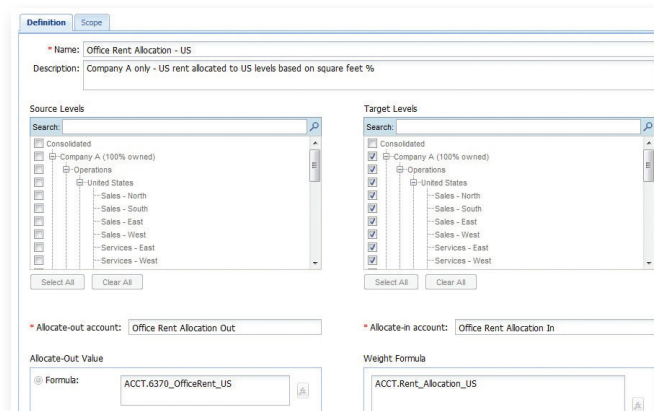 Definition Scope
* Name: Office Rent Allocation - US
Description: Company A only - US rent allocated to US levels based on square feet %
Source Levels Target Levels
Search: Search:
Consolidated Consolidated
Company A (100% owned) Company A (100% owned)
Operations Operations
United States United States
Sales - North Sales - North
Sales - South Sales - South
Sales - East Sales - East
Sales - West Sales - West
Services - East Services - East
Services - West Services - West
Select All Clear All Select All Clear All
* Allocate-out account: Office Rent Allocation Out * Allocate-in account: Office Rent Allocation In
Allocate-Out Value Weight Formula
Formula: ACCT.6370_OfficeRent_US ACCT.Rent_Allocation_US